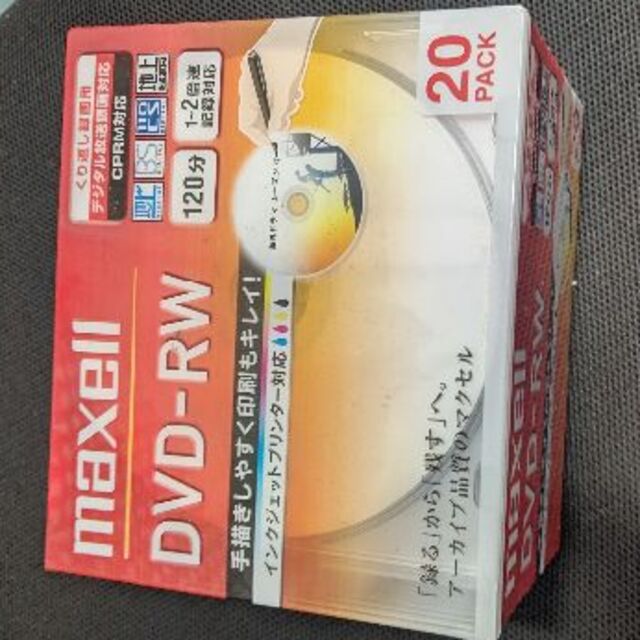 maxell
DVD-RW
くり返し録画用
デジタル放送録画対応
CPRM対応
地上
BS
120分
1-2倍速
記録対応
20
PACK
手描きしやすく印刷もキレイ!
インクジェットプリンター対応
「録る」から「残す」へ。
アーカイブ品質のマクセル
maxell
DVD-RW